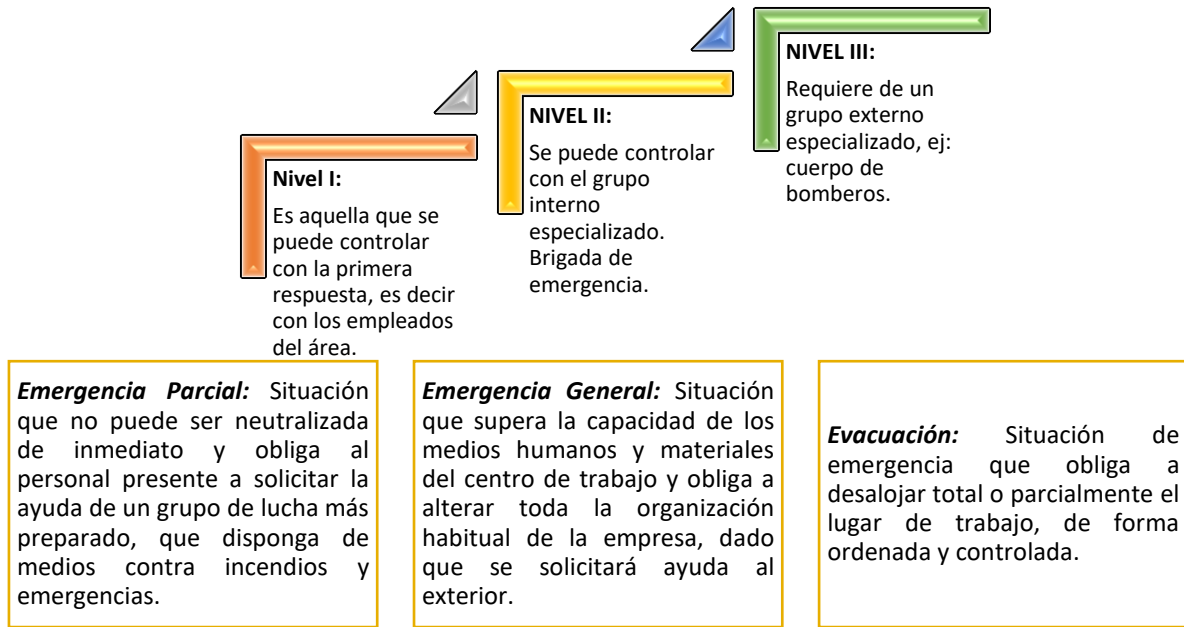 Nivel I:
Es aquella que se
puede controlar
con la primera
respuesta, es decir
con los empleados
del área.
NIVEL II:
Se puede controlar
con el grupo
interno
especializado.
Brigada de
emergencia.
NIVEL III:
Requiere de un
grupo externo
especializado, ej:
cuerpo de
bomberos.
Emergencia Parcial: Situación
que no puede ser neutralizada
de inmediato y obliga al
personal presente a solicitar la
ayuda de un grupo de lucha más
preparado, que disponga de
medios contra incendios y
emergencias.
Emergencia General: Situación
que supera la capacidad de los
medios humanos y materiales
del centro de trabajo y obliga a
alterar toda la organización
habitual de la empresa, dado
que se solicitará ayuda al
exterior.
Evacuación: Situación de
emergencia que obliga a
desalojar total o parcialmente el
lugar de trabajo, de forma
ordenada y controlada.